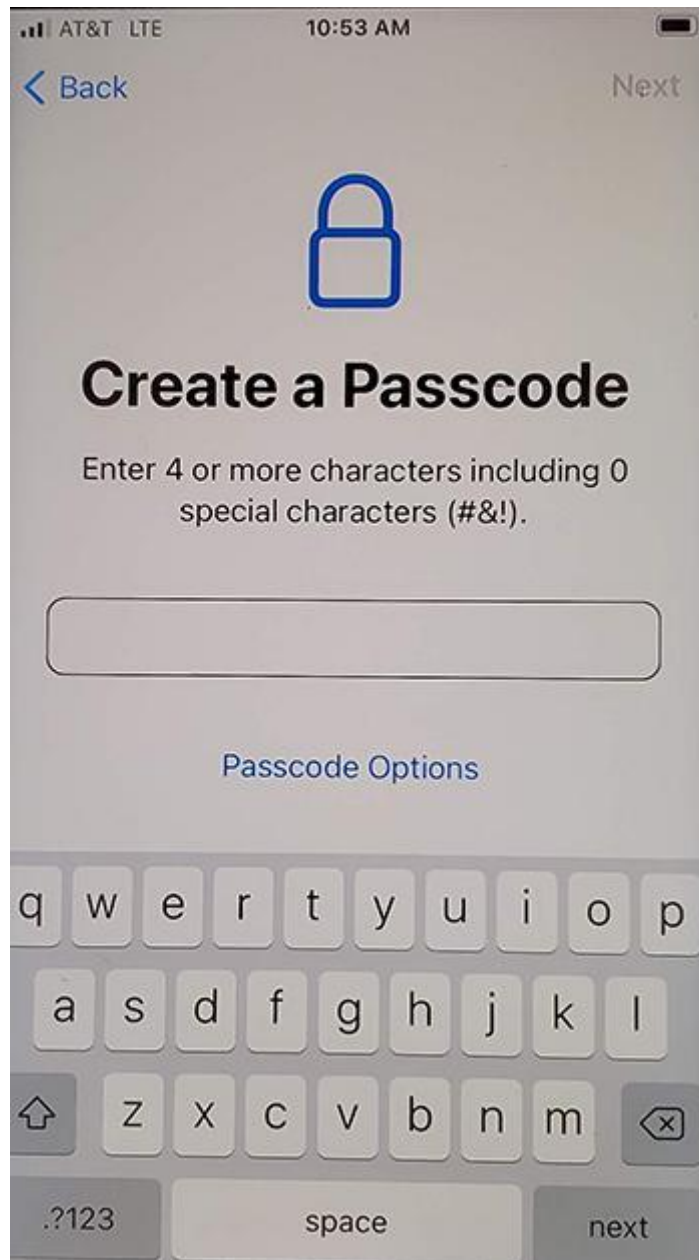 AT&T LTE 10:53 AM
Back Next
Create a Passcode
Enter 4 or more characters including 0
special characters (#&!).
Passcode Options
q w e r t y u i o p
a s d f g h j k l
z x c v b n m
.?123 space next